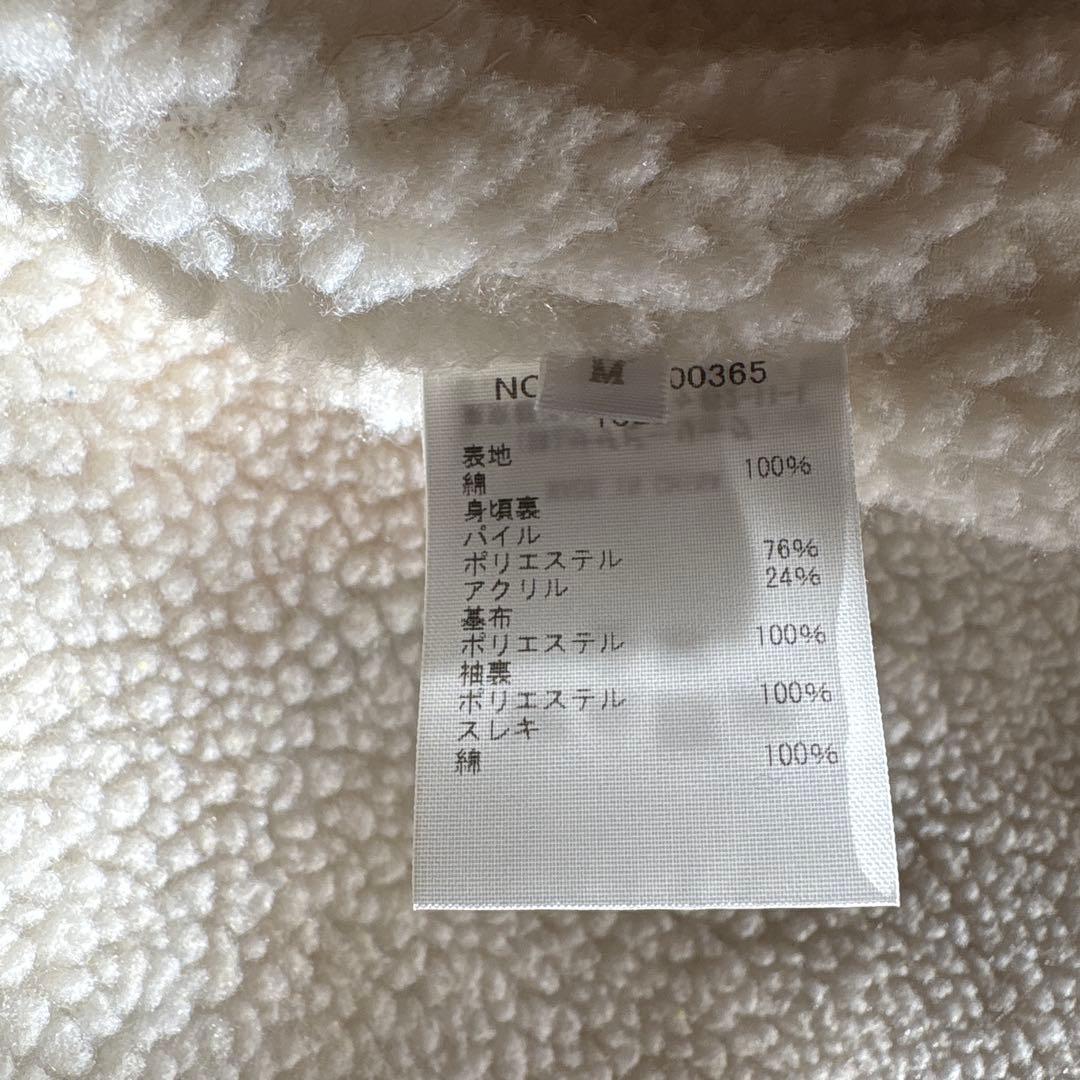 M
NO 00365
表地
綿 100%
身頃裏
パイル
ポリエステル 76%
アクリル 24%
基布
ポリエステル 100%
袖裏
ポリエステル 100%
スレキ
綿 100%